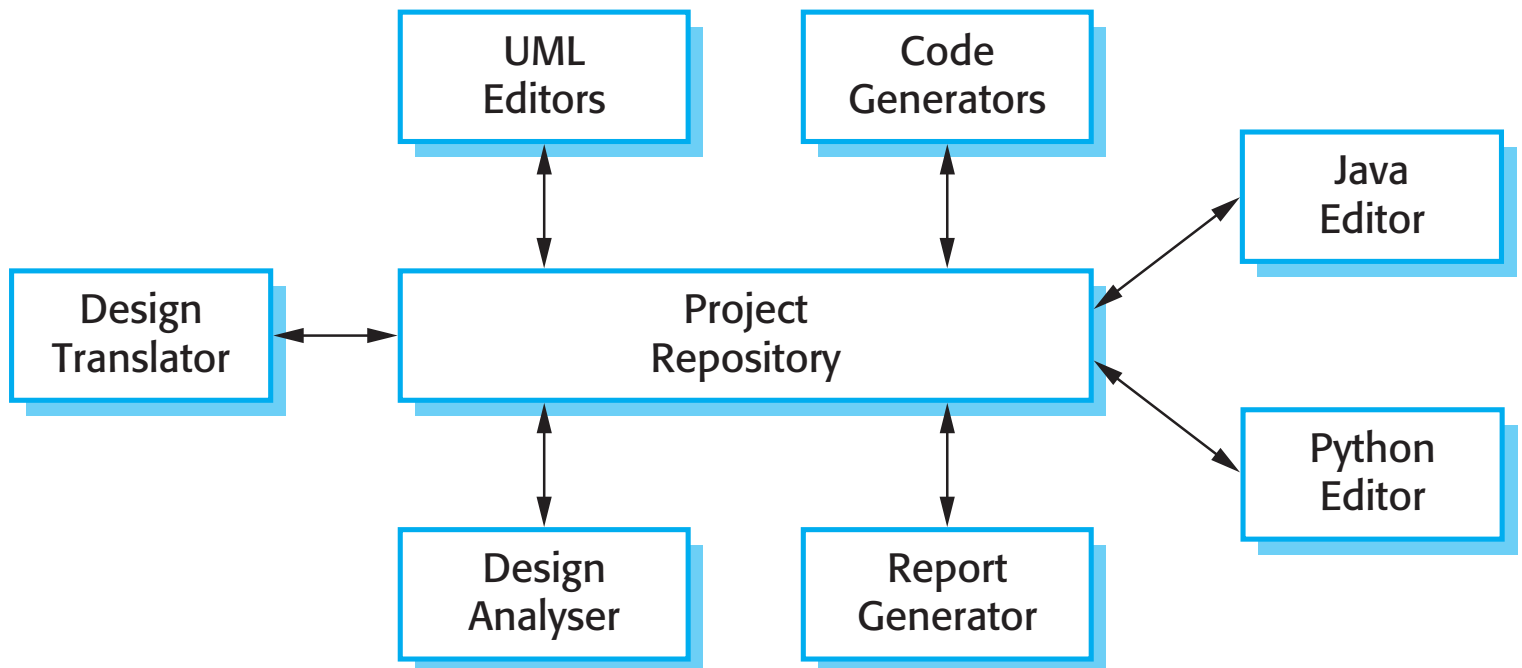 UML
Editors
Code
Generators
Java
Editor
Design
Translator
Project
Repository
Python
Editor
Design
Analyser
Report
Generator